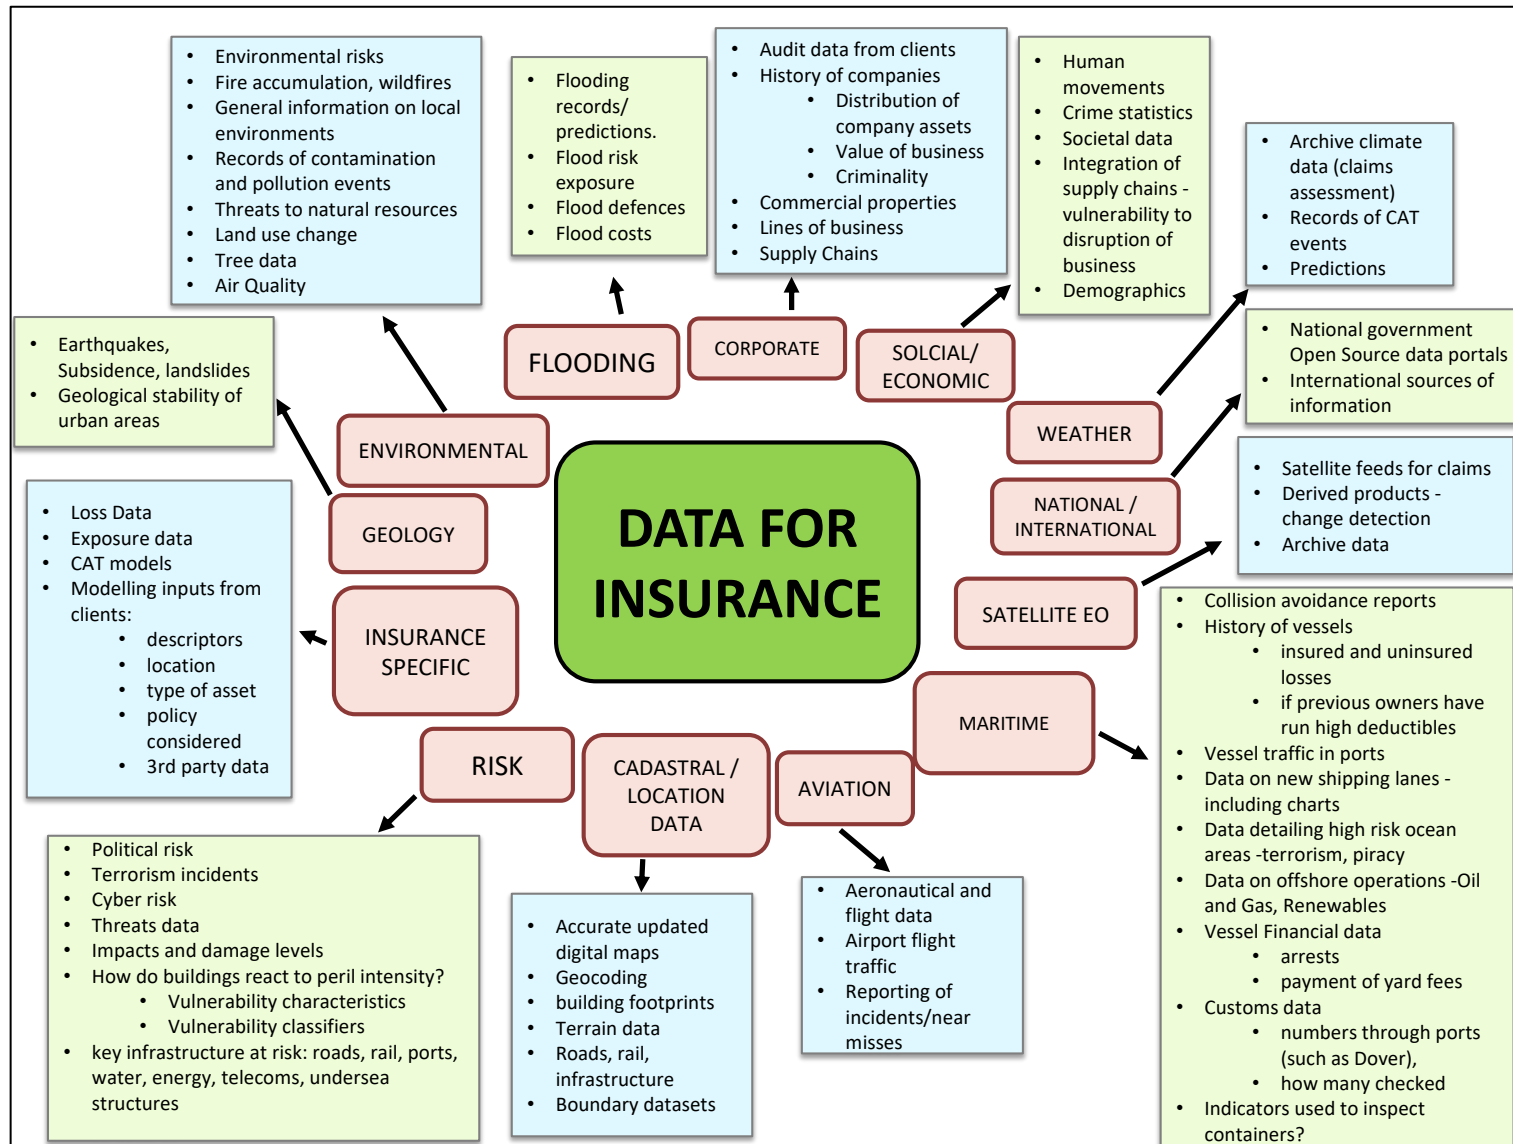 • Environmental risks
• Fire accumulation, wildfires
• General information on local
environments
• Records of contamination
and pollution events
• Threats to natural resources
• Land use change
• Tree data
• Air Quality
• Flooding
records/
predictions.
• Flood risk
exposure
• Flood defences
• Flood costs
• Audit data from clients
• History of companies
• Distribution of
company assets
• Value of business
• Criminality
• Commercial properties
• Lines of business
• Supply Chains
• Human
movements
• Crime statistics
• Societal data
• Integration of
supply chains -
vulnerability to
disruption of
business
• Demographics
• Archive climate
data (claims
assessment)
• Records of CAT
events
• Predictions
• Earthquakes,
Subsidence, landslides
• Geological stability of
urban areas
FLOODING
CORPORATE
SOLCIAL/
ECONOMIC
• National government
Open Source data portals
• International sources of
information
ENVIRONMENTAL
WEATHER
GEOLOGY
NATIONAL /
INTERNATIONAL
DATA FOR
INSURANCE
• Satellite feeds for claims
• Derived products -
change detection
• Archive data
• Loss Data
• Exposure data
• CAT models
• Modelling inputs from
clients:
• descriptors
• location
• type of asset
• policy
considered
• 3rd party data
INSURANCE
SPECIFIC
SATELLITE EO
MARITIME
RISK
CADASTRAL /
LOCATION
DATA
AVIATION
• Collision avoidance reports
• History of vessels
• insured and uninsured
losses
• if previous owners have
run high deductibles
• Vessel traffic in ports
• Data on new shipping lanes -
including charts
• Data detailing high risk ocean
areas -terrorism, piracy
• Data on offshore operations -Oil
and Gas, Renewables
• Vessel Financial data
• arrests
• payment of yard fees
• Customs data
• numbers through ports
(such as Dover),
• how many checked
• Indicators used to inspect
containers?
• Political risk
• Terrorism incidents
• Cyber risk
• Threats data
• Impacts and damage levels
• How do buildings react to peril intensity?
• Vulnerability characteristics
• Vulnerability classifiers
• key infrastructure at risk: roads, rail, ports,
water, energy, telecoms, undersea
structures
• Accurate updated
digital maps
• Geocoding
• building footprints
• Terrain data
• Roads, rail,
infrastructure
• Boundary datasets
• Aeronautical and
flight data
• Airport flight
traffic
• Reporting of
incidents/near
misses